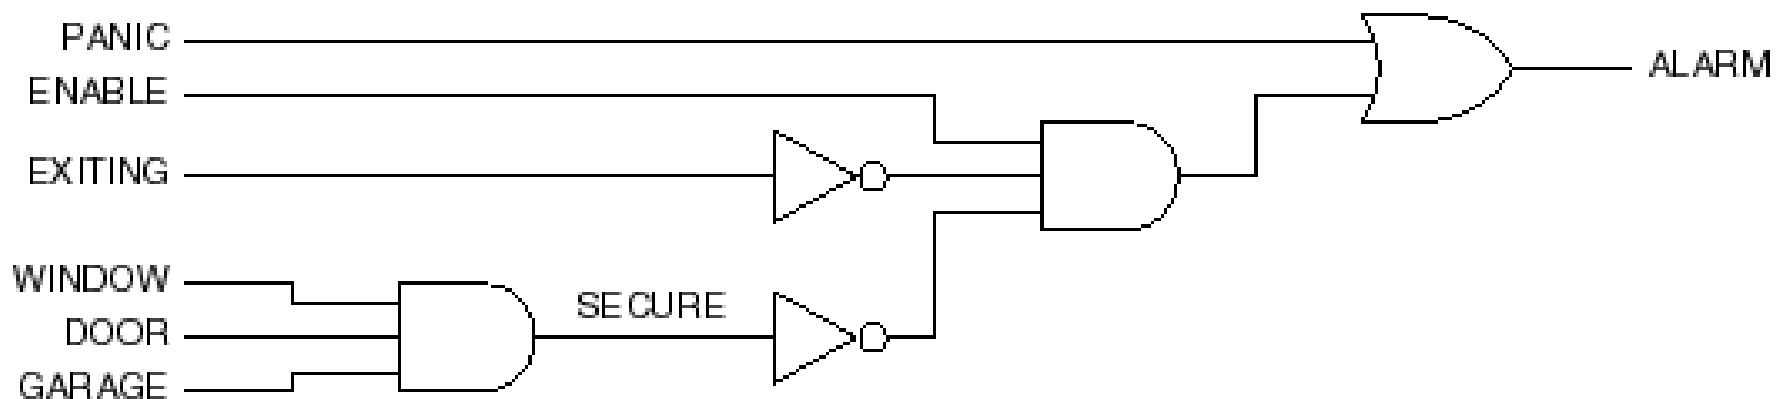 PANIC
ENABLE
EXITING
WINDOW
DOOR
GARAGE
SECURE
ALARM